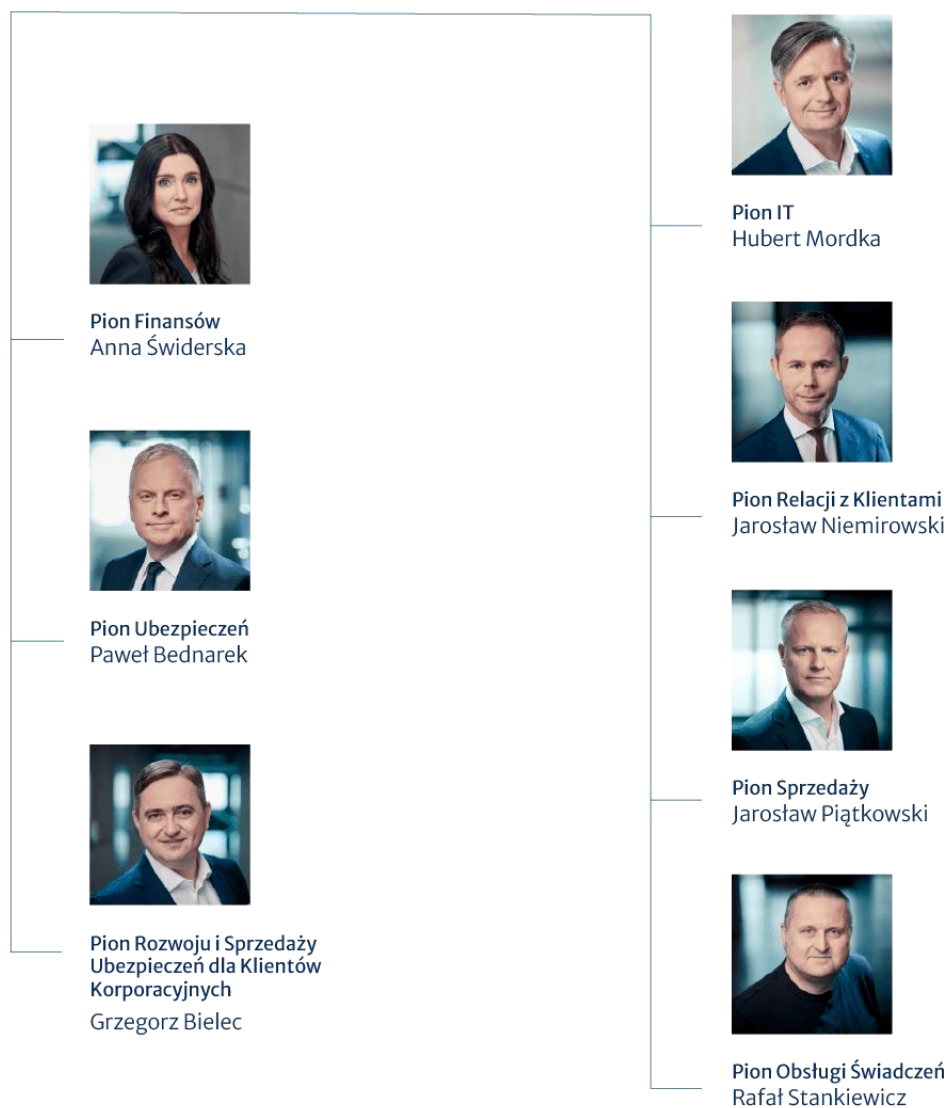 Pion Finansów
Anna Świderska
Pion Ubezpieczeń
Paweł Bednarek
Pion Rozwoju i Sprzedaży
Ubezpieczeń dla Klientów
Korporacyjnych
Grzegorz Bielec
Pion IT
Hubert Mordka
Pion Relacji z Klientami
Jarosław Niemirowski
Pion Sprzedaży
Jarosław Piątkowski
Pion Obsługi Świadczeń
Rafał Stankiewicz